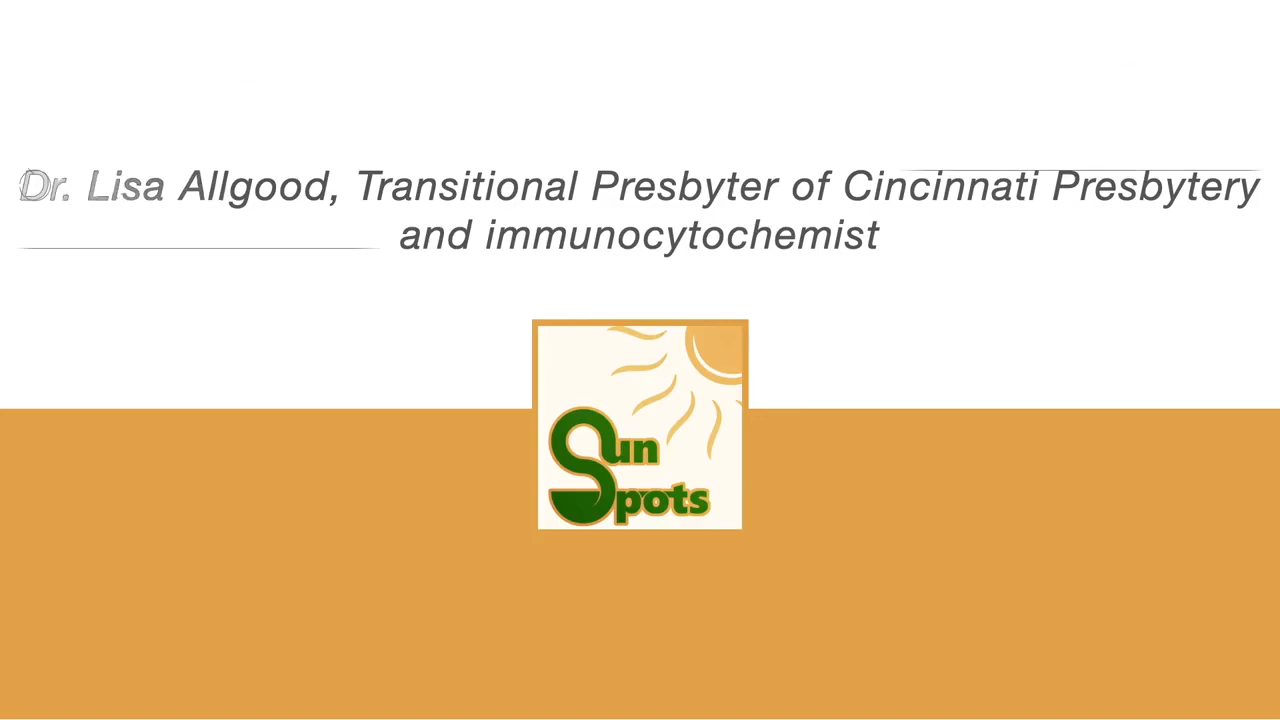 Dr. Lisa Allgood, Transitional Presbyter of Cincinnati Presbytery
and immunocytochemist
Sun
Spots